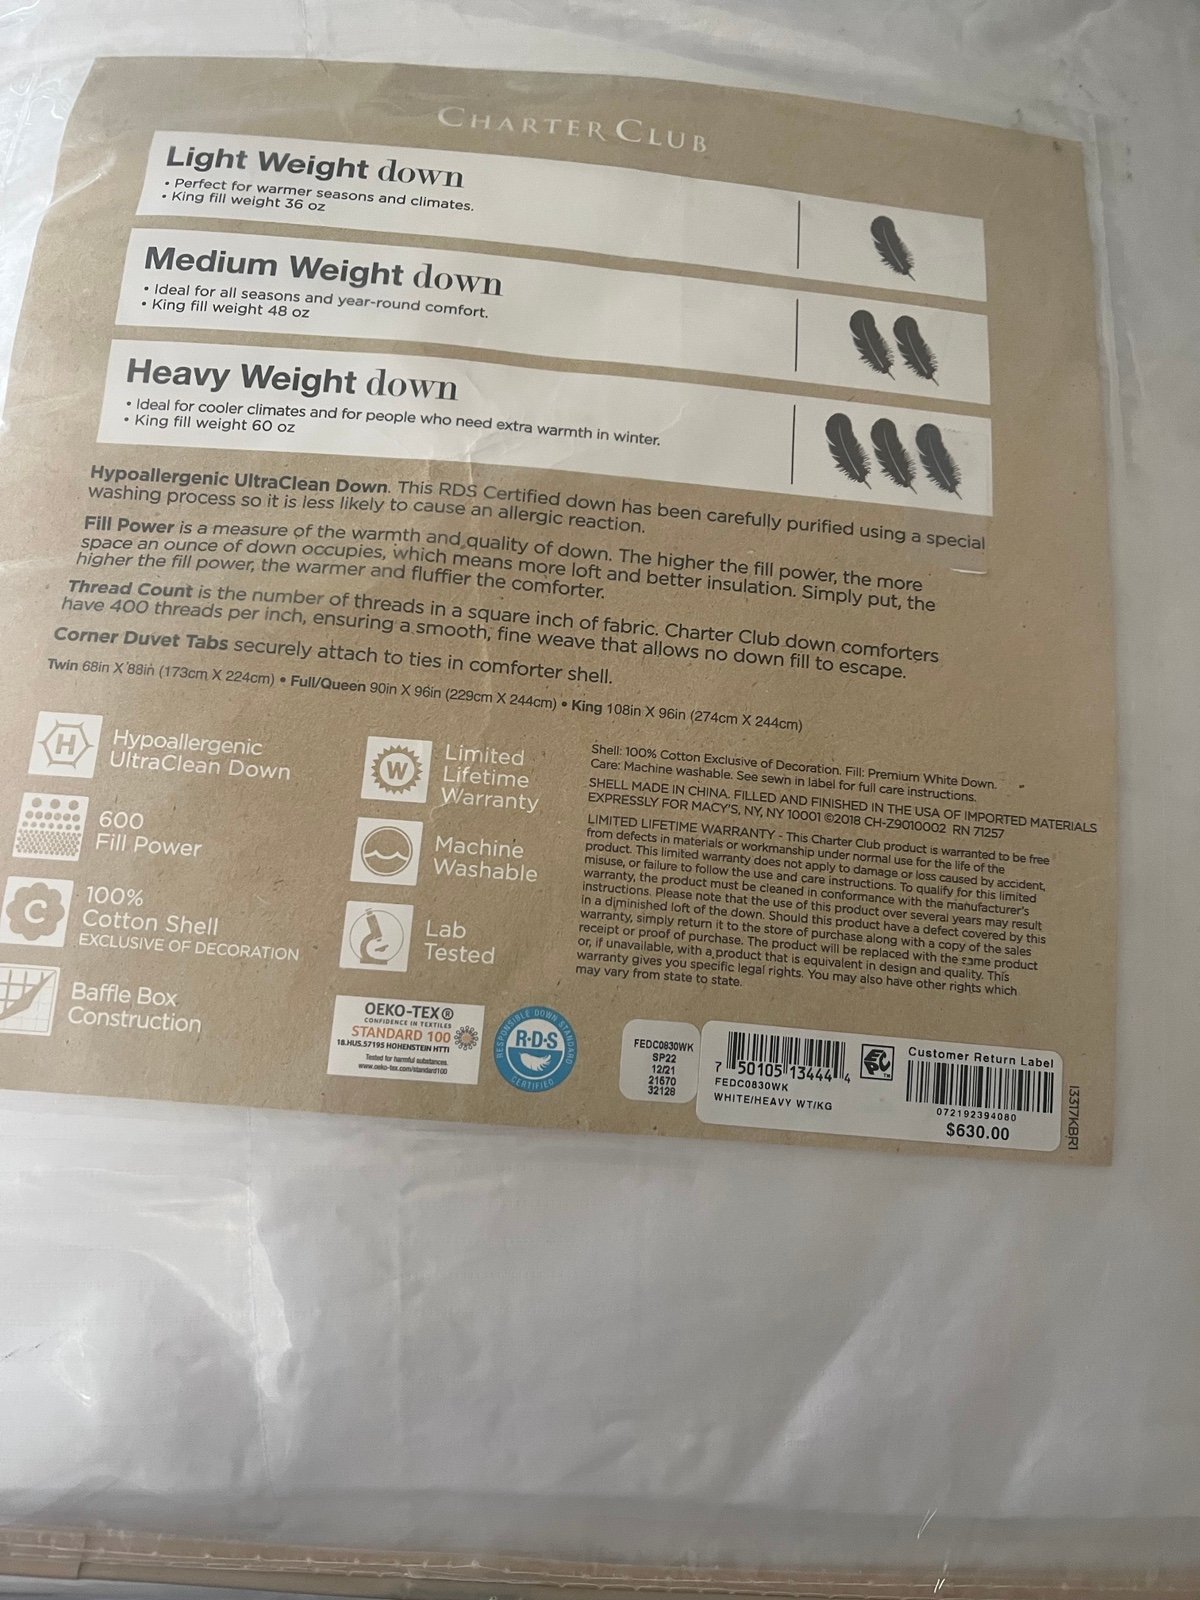 CHARTER CLUB
Light Weight down
• Perfect for warmer seasons and climates.
• King fill weight 36 oz
Medium Weight down
• Ideal for all seasons and year-round comfort.
• King fill weight 48 oz
Heavy Weight down
• Ideal for cooler climates and for people who need extra warmth in winter.
• King fill weight 60 oz
Hypoallergenic UltraClean Down. This RDS Certified down has been carefully purified using a special
washing process so it is less likely to cause an allergic reaction.
Fill Power is a measure of the warmth and quality of down. The higher the fill power, the more
space an ounce of down occupies, which means more loft and better insulation. Simply put, the
higher the fill power, the warmer and fluffier the comforter.
Thread Count is the number of threads in a square inch of fabric. Charter Club down comforters
have 400 threads per inch, ensuring a smooth, fine weave that allows no down fill to escape.
Corner Duvet Tabs securely attach to ties in comforter shell.
Twin 68in X 88in (173cm X 224cm) • Full/Queen 90in X 96in (229cm X 244cm) • King 108in X 96in (274cm X 244cm)
H
Hypoallergenic
UltraClean Down
600
Fill Power
C
100%
Cotton Shell
EXCLUSIVE OF DECORATION
Baffle Box
Construction
W
Limited
Lifetime
Warranty
Machine
Washable
Lab
Tested
Shell: 100% Cotton Exclusive of Decoration. Fill: Premium White Down.
Care: Machine washable. See sewn in label for full care instructions.
SHELL MADE IN CHINA. FILLED AND FINISHED IN THE USA OF IMPORTED MATERIALS
EXPRESSLY FOR MACY'S, NY, NY 10001 ©2018 CH-Z9010002 RN 71257
LIMITED LIFETIME WARRANTY - This Charter Club product is warranted to be free
from defects in materials or workmanship under normal use for the life of the
product. This limited warranty does not apply to damage or loss caused by accident,
misuse, or failure to follow the use and care instructions. To qualify for this limited
warranty, the product must be cleaned in conformance with the manufacturer's
instructions. Please note that the use of this product over several years may result
in a diminished loft of the down. Should this product have a defect covered by this
warranty, simply return it to the store of purchase along with a copy of the sales
receipt or proof of purchase. The product will be replaced with the same product
or, if unavailable, with a product that is equivalent in design and quality. This
warranty gives you specific legal rights. You may also have other rights which
may vary from state to state.
OEKO-TEX®
CONFIDENCE IN TEXTILES
STANDARD 100
18.HUS.57195 HOHENSTEIN HTTI
Tested for harmful substances.
www.oeko-tex.com/standard100
RESPONSIBLE DOWN STANDARD
R·D·S
CERTIFIED
FEDC0830WK
SP22
12/21
21670
32128
7 50105 13444 4
FEDC0830WK
WHITE/HEAVY WT/KG
EPC™
Customer Return Label
072192394080
$630.00
13317KBR1